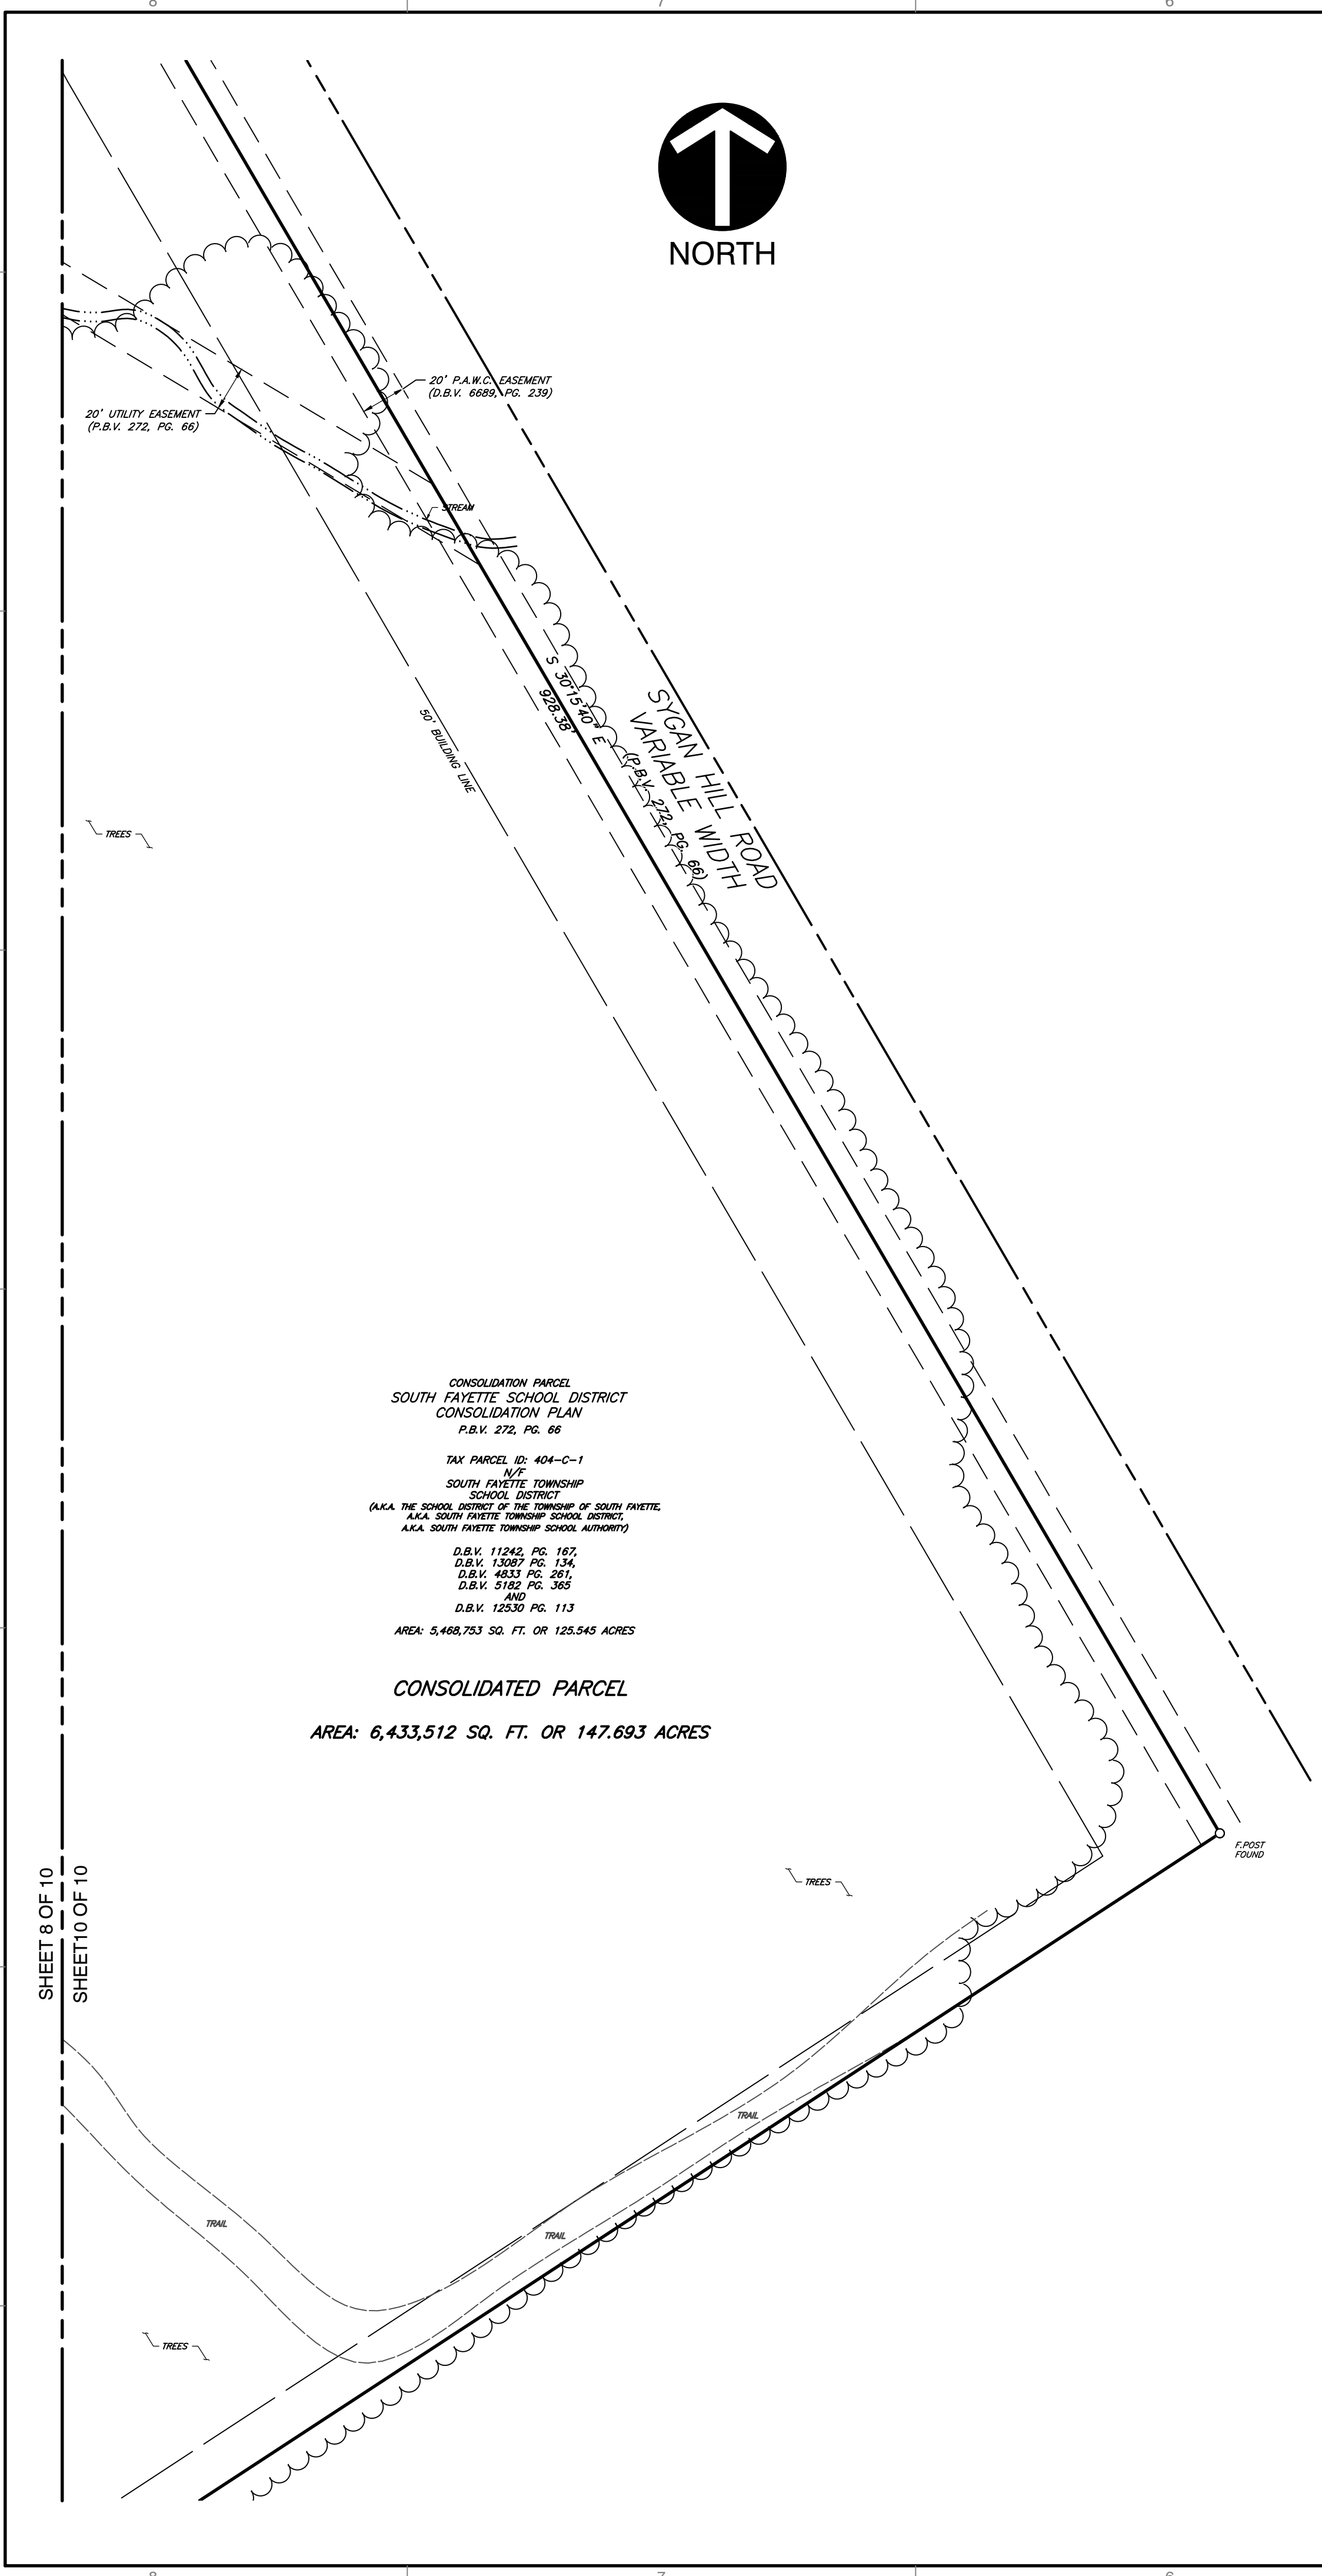 8
7
6
NORTH
20' P.A.W.C. EASEMENT
(D.B.V. 6689, PG. 239)
20' UTILITY EASEMENT
(P.B.V. 272, PG. 66)
STREAM
S 30°15'40" E
928.38'
SYGAN HILL ROAD
VARIABLE WIDTH
(P.B.V. 272, PG. 66)
50' BUILDING LINE
TREES
CONSOLIDATION PARCEL
SOUTH FAYETTE SCHOOL DISTRICT
CONSOLIDATION PLAN
P.B.V. 272, PG. 66
TAX PARCEL ID: 404-C-1
N/F
SOUTH FAYETTE TOWNSHIP
SCHOOL DISTRICT
(A.K.A. THE SCHOOL DISTRICT OF THE TOWNSHIP OF SOUTH FAYETTE,
A.K.A. SOUTH FAYETTE TOWNSHIP SCHOOL DISTRICT,
A.K.A. SOUTH FAYETTE TOWNSHIP SCHOOL AUTHORITY)
D.B.V. 11242, PG. 167,
D.B.V. 13087 PG. 134,
D.B.V. 4833 PG. 261,
D.B.V. 5182 PG. 365
AND
D.B.V. 12530 PG. 113
AREA: 5,468,753 SQ. FT. OR 125.545 ACRES
CONSOLIDATED PARCEL
AREA: 6,433,512 SQ. FT. OR 147.693 ACRES
F.POST
FOUND
TREES
SHEET 8 OF 10
SHEET10 OF 10
TRAIL
TRAIL
TRAIL
TREES
8
7
6